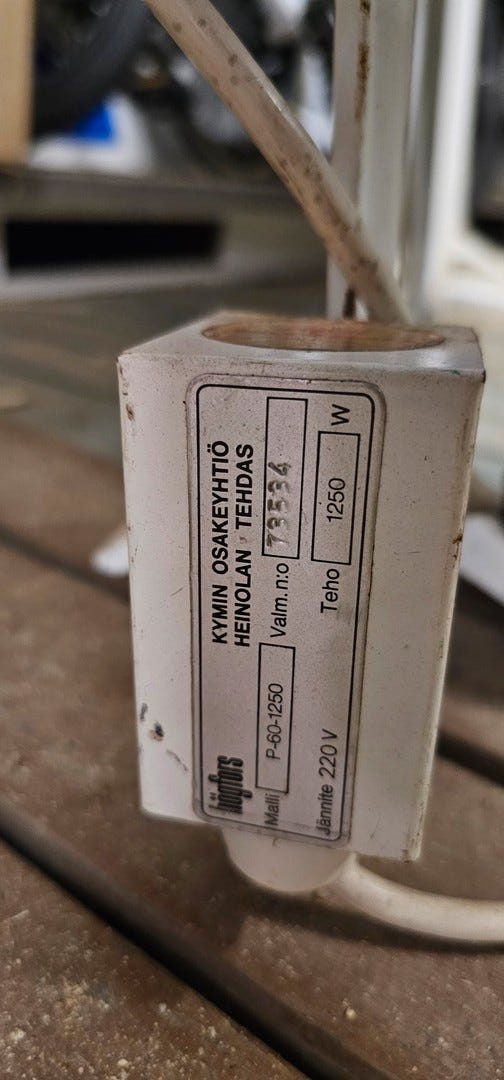 KYMIN OSAKEYHTIÖ
HEINOLAN TEHDAS
högfors
Malli P-60-1250 Valm. n:o 73534
Jännite 220 V Teho 1250 W